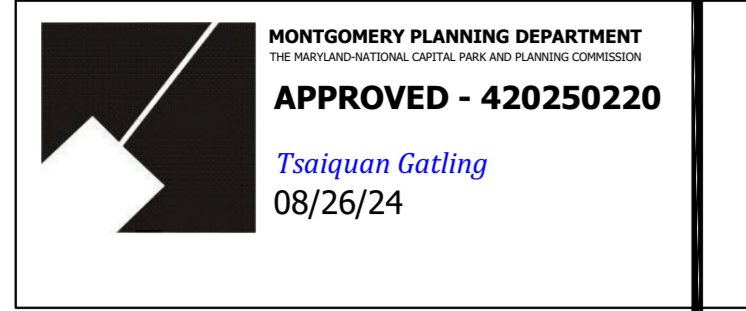 MONTGOMERY PLANNING DEPARTMENT
THE MARYLAND-NATIONAL CAPITAL PARK AND PLANNING COMMISSION
APPROVED - 420250220
Tsaiquan Gatling
08/26/24